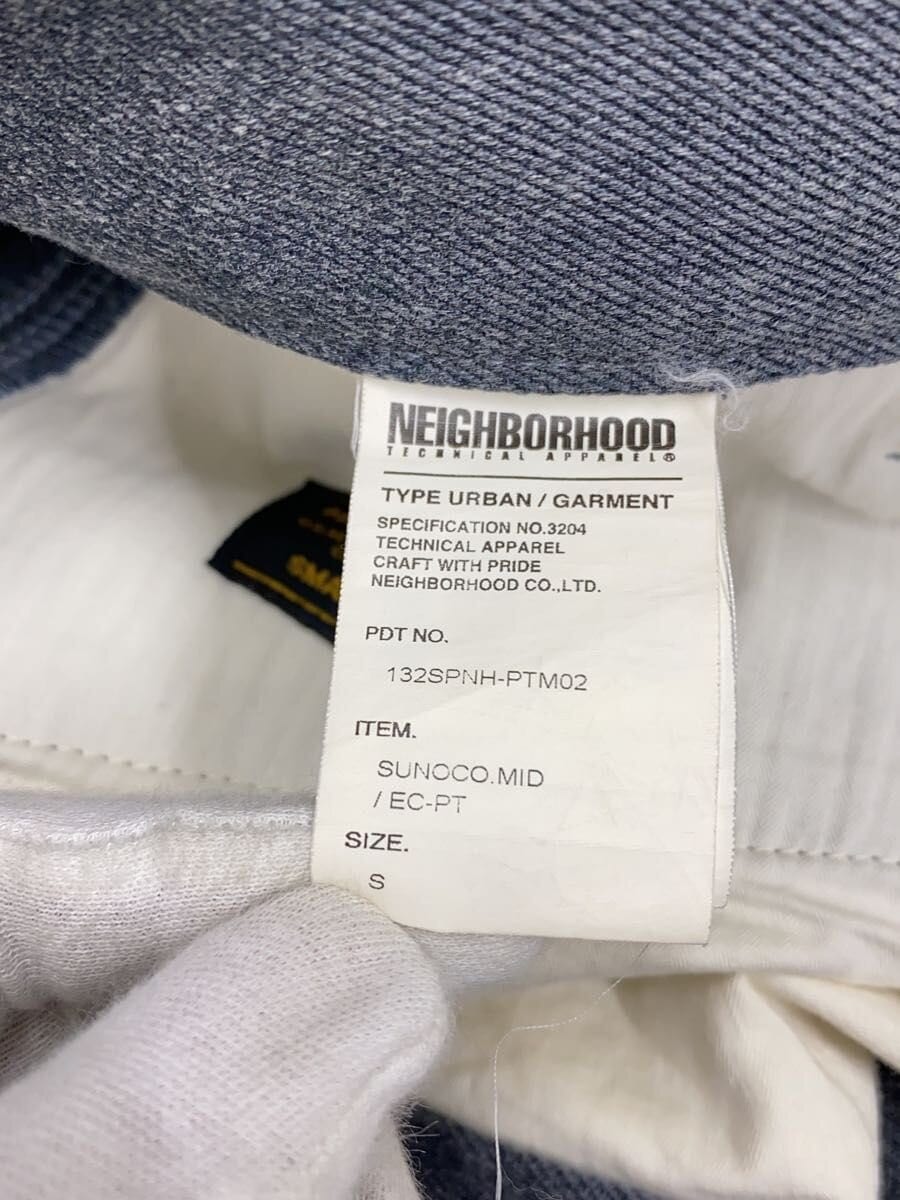 NEIGHBORHOOD
TECHNICAL APPAREL®
TYPE URBAN / GARMENT
SPECIFICATION NO.3204
TECHNICAL APPAREL
CRAFT WITH PRIDE
NEIGHBORHOOD CO.,LTD.
PDT NO.
132SPNH-PTM02
ITEM.
SUNOCO.MID
/ EC-PT
SIZE.
S